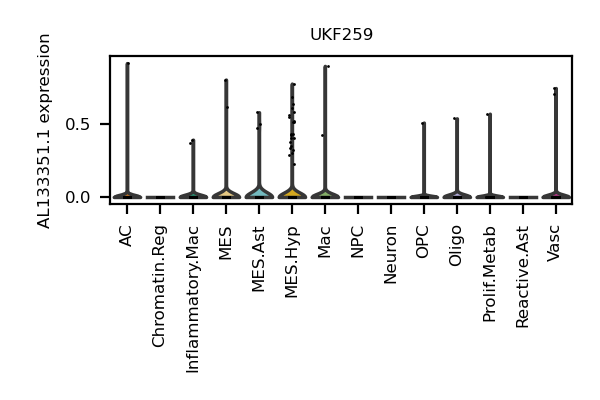 UKF259
AL133351.1 expression
0.5
0.0
AC
Chromatin.Reg
Inflammatory.Mac
MES
MES.Ast
MES.Hyp
Mac
NPC
Neuron
OPC
Oligo
Prolif.Metab
Reactive.Ast
Vasc